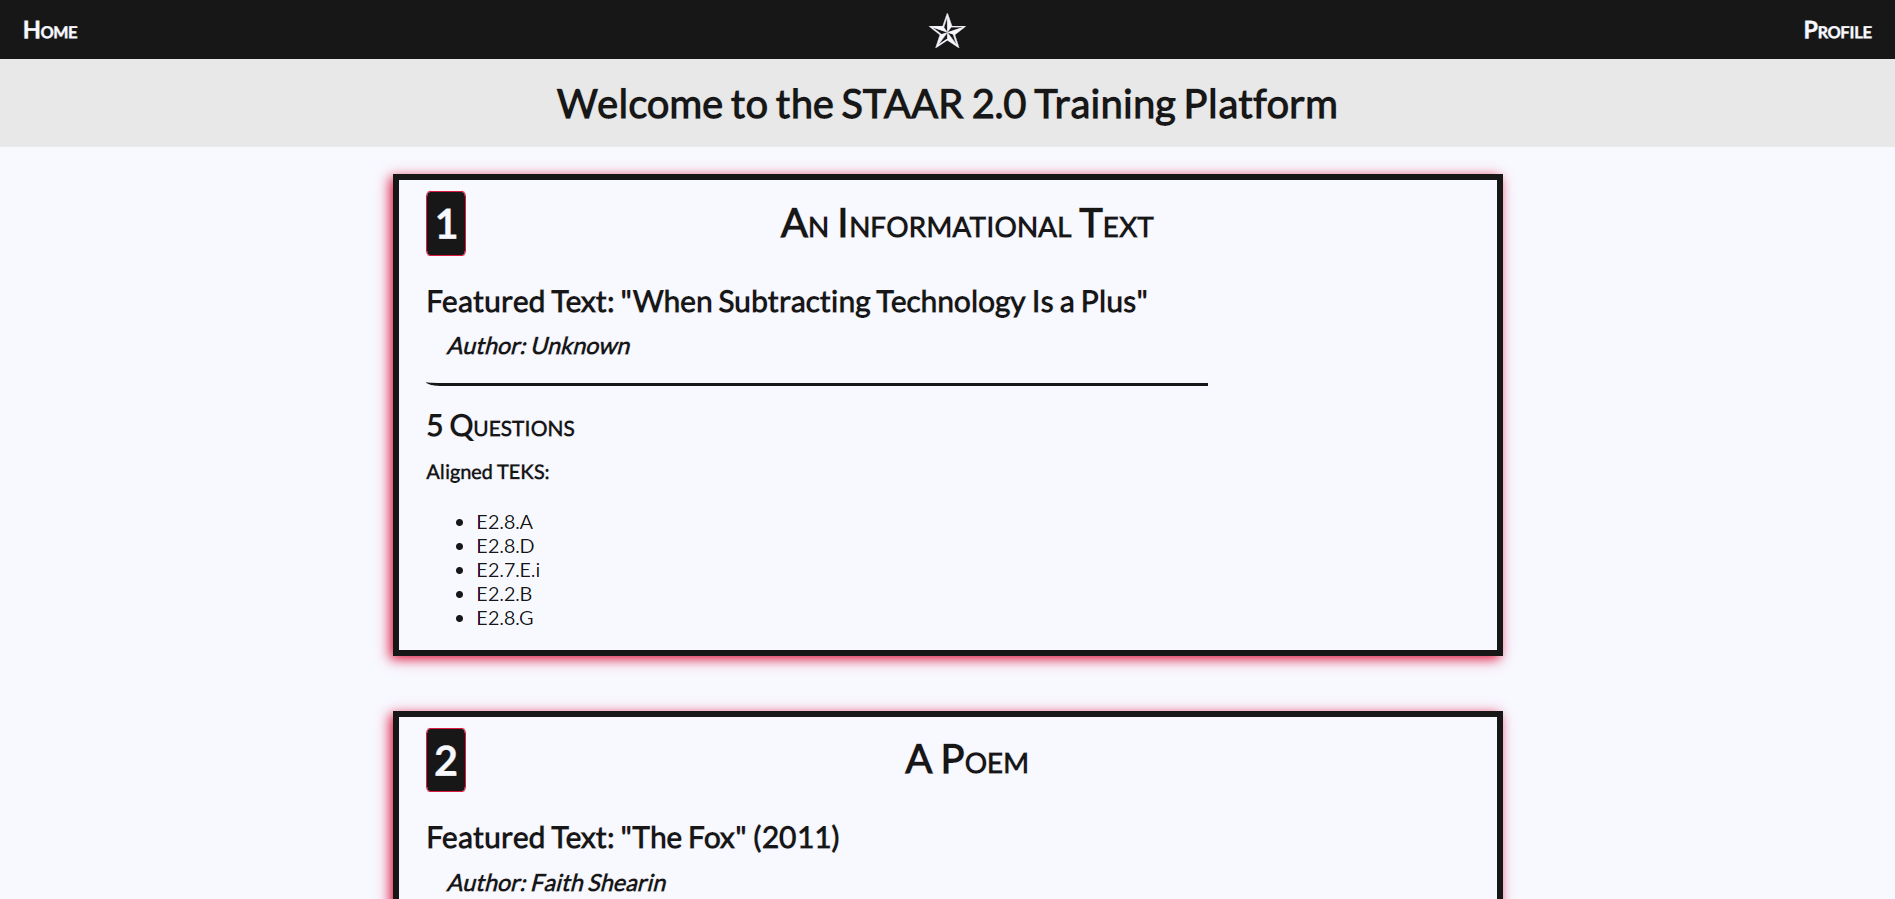 Home
Profile
Welcome to the STAAR 2.0 Training Platform
1
An Informational Text
Featured Text: "When Subtracting Technology Is a Plus"
Author: Unknown
5 Questions
Aligned TEKS:
E2.8.A
E2.8.D
E2.7.E.i
E2.2.B
E2.8.G
2
A Poem
Featured Text: "The Fox" (2011)
Author: Faith Shearin